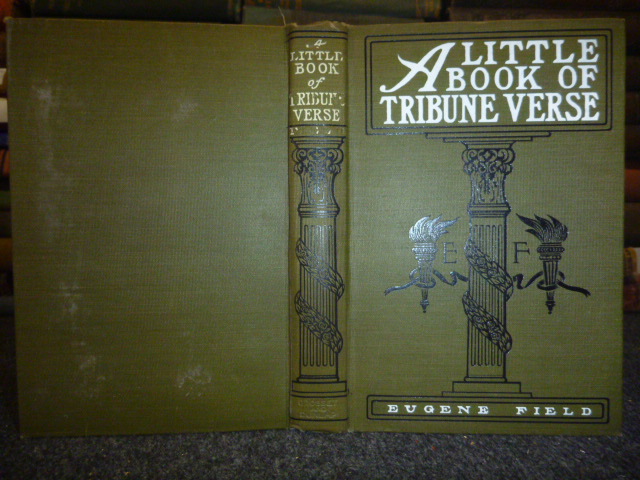 A
LITTLE
BOOK
of
TRIBUNE
VERSE
A LITTLE
BOOK OF
TRIBUNE VERSE
E F
EUGENE FIELD